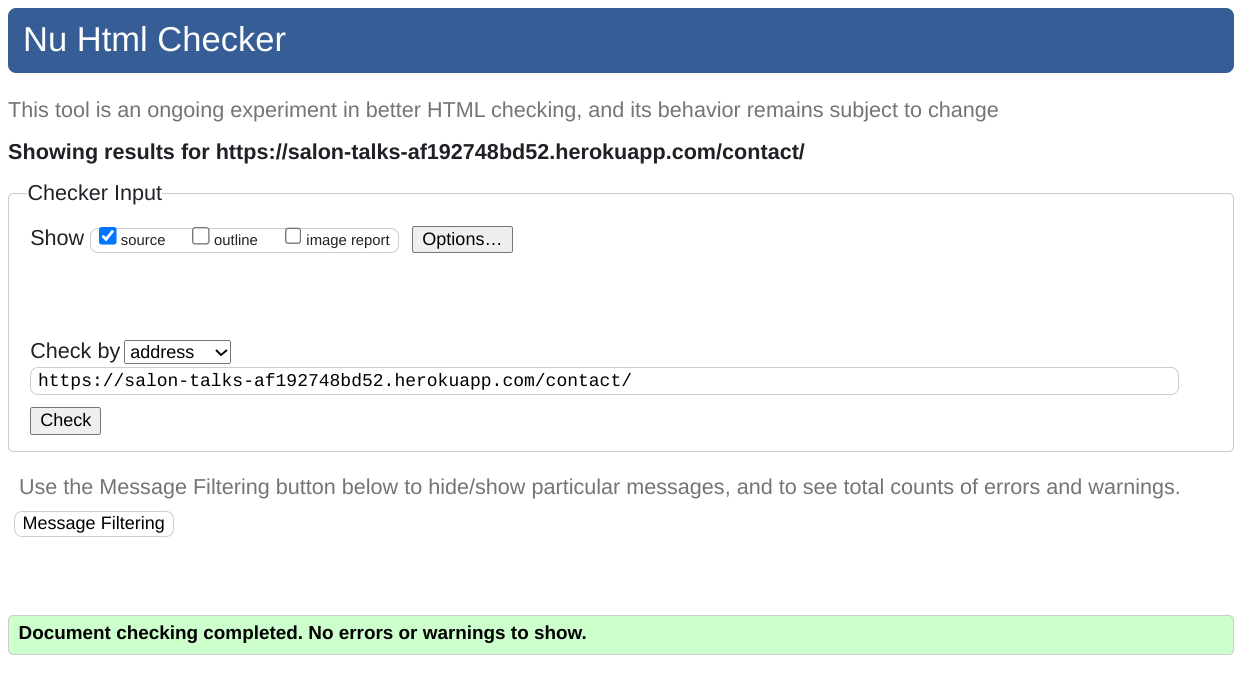 Nu Html Checker
This tool is an ongoing experiment in better HTML checking, and its behavior remains subject to change
Showing results for https://salon-talks-af192748bd52.herokuapp.com/contact/
Checker Input
Show source outline image report Options…
Check by address
https://salon-talks-af192748bd52.herokuapp.com/contact/
Check
Use the Message Filtering button below to hide/show particular messages, and to see total counts of errors and warnings.
Message Filtering
Document checking completed. No errors or warnings to show.